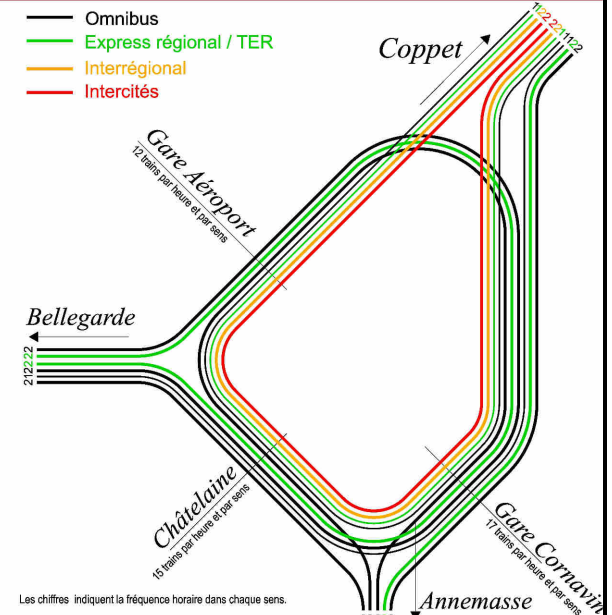 Omnibus
Express régional / TER
Interrégional
Intercités
Coppet
Gare Aéroport
12 trains par heure et par sens
Bellegarde
Châtelaine
15 trains par heure et par sens
Gare Cornavin
17 trains par heure et par sens
Annemasse
Les chiffres indiquent la fréquence horaire dans chaque sens.